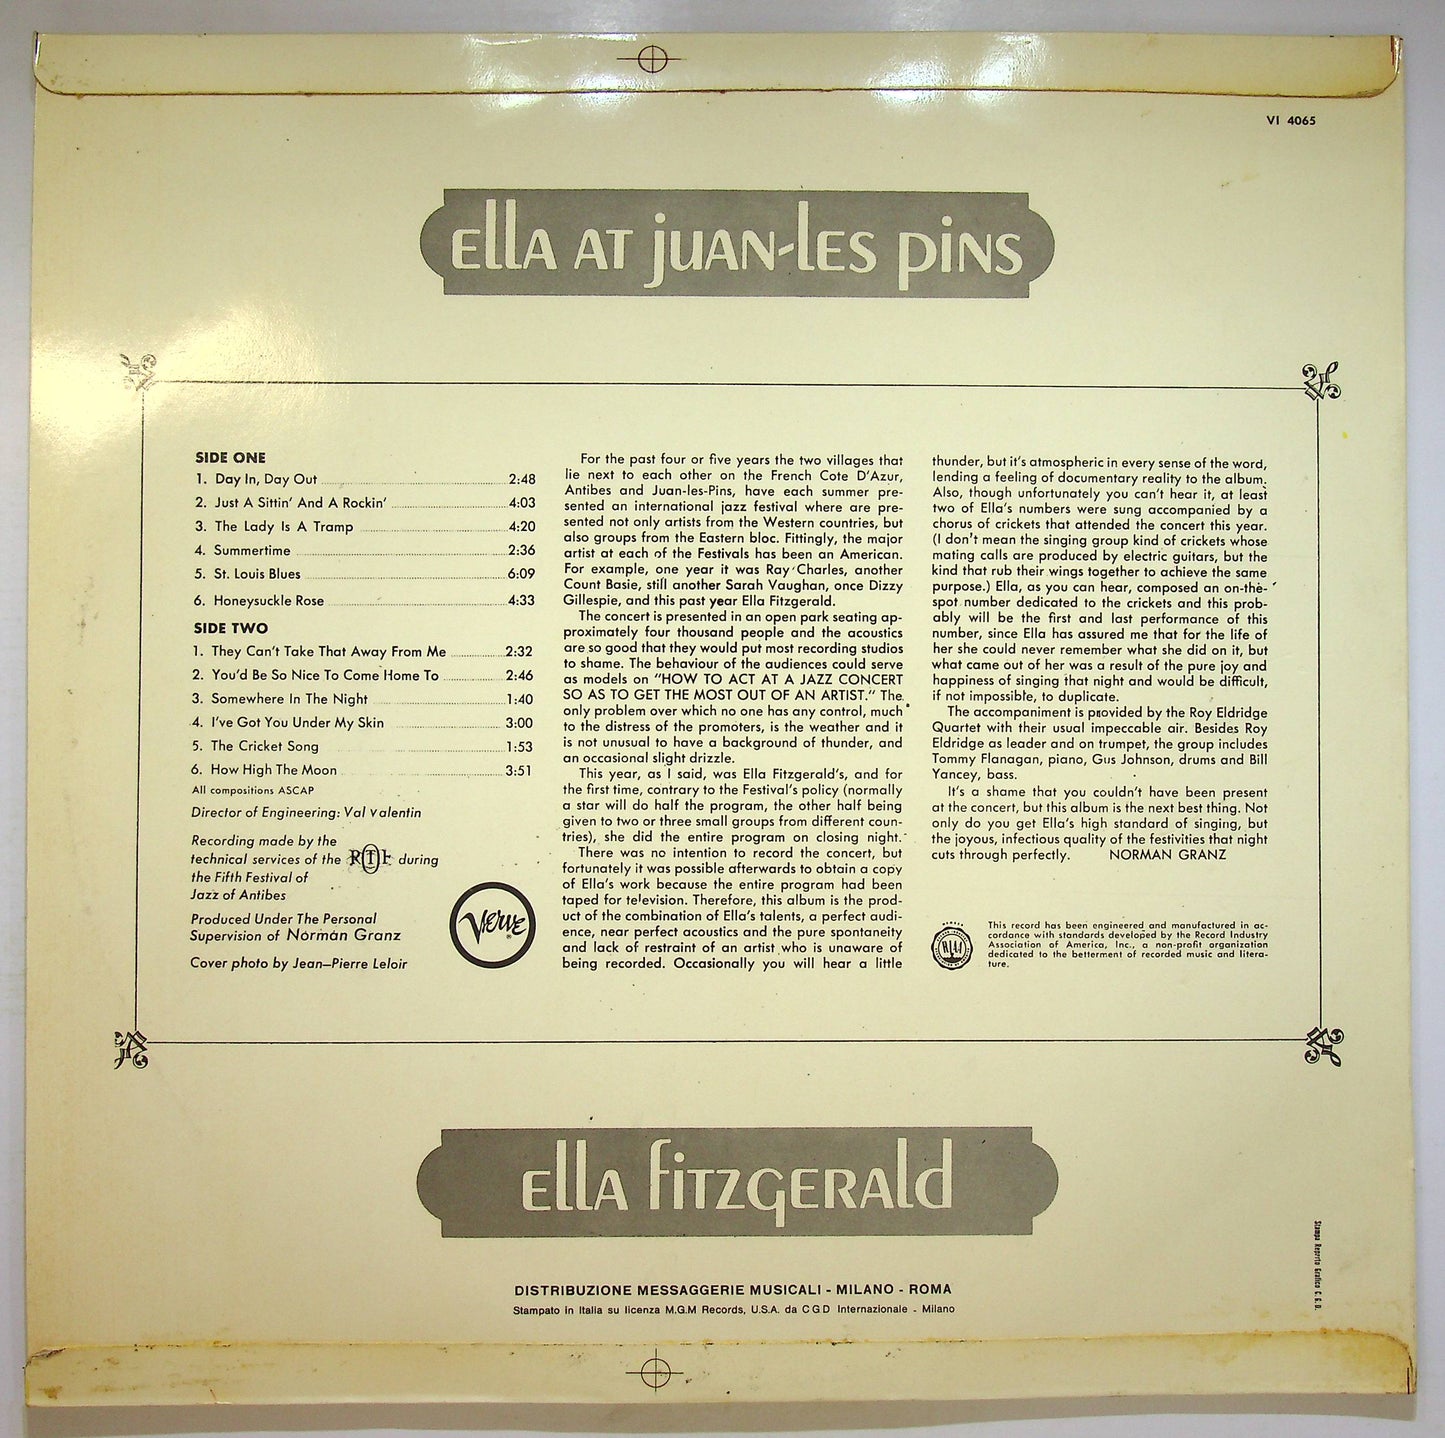 VI 4065
Ella at Juan-les Pins
SIDE ONE
1. Day In, Day Out 2:48
2. Just A Sittin' And A Rockin' 4:03
3. The Lady Is A Tramp 4:20
4. Summertime 2:36
5. St. Louis Blues 6:09
6. Honeysuckle Rose 4:33
SIDE TWO
1. They Can't Take That Away From Me 2:32
2. You'd Be So Nice To Come Home To 2:46
3. Somewhere In The Night 1:40
4. I've Got You Under My Skin 3:00
5. The Cricket Song 1:53
6. How High The Moon 3:51
All compositions ASCAP
Director of Engineering: Val Valentin
Recording made by the
technical services of the RTF during
the Fifth Festival of
Jazz of Antibes
Produced Under The Personal
Supervision of Norman Granz
Cover photo by Jean–Pierre Leloir
Verve
For the past four or five years the two villages that
lie next to each other on the French Cote D'Azur,
Antibes and Juan-les-Pins, have each summer pre-
sented an international jazz festival where are pre-
sented not only artists from the Western countries, but
also groups from the Eastern bloc. Fittingly, the major
artist at each of the Festivals has been an American.
For example, one year it was Ray Charles, another
Count Basie, still another Sarah Vaughan, once Dizzy
Gillespie, and this past year Ella Fitzgerald.
The concert is presented in an open park seating ap-
proximately four thousand people and the acoustics
are so good that they would put most recording studios
to shame. The behaviour of the audiences could serve
as models on "HOW TO ACT AT A JAZZ CONCERT
SO AS TO GET THE MOST OUT OF AN ARTIST." The
only problem over which no one has any control, much
to the distress of the promoters, is the weather and it
is not unusual to have a background of thunder, and
an occasional slight drizzle.
This year, as I said, was Ella Fitzgerald's, and for
the first time, contrary to the Festival's policy (normally
a star will do half the program, the other half being
given to two or three small groups from different coun-
tries), she did the entire program on closing night.
There was no intention to record the concert, but
fortunately it was possible afterwards to obtain a copy
of Ella's work because the entire program had been
taped for television. Therefore, this album is the prod-
uct of the combination of Ella's talents, a perfect audi-
ence, near perfect acoustics and the pure spontaneity
and lack of restraint of an artist who is unaware of
being recorded. Occasionally you will hear a little
thunder, but it's atmospheric in every sense of the word,
lending a feeling of documentary reality to the album.
Also, though unfortunately you can't hear it, at least
two of Ella's numbers were sung accompanied by a
chorus of crickets that attended the concert this year.
(I don't mean the singing group kind of crickets whose
mating calls are produced by electric guitars, but the
kind that rub their wings together to achieve the same
purpose.) Ella, as you can hear, composed an on-the-
spot number dedicated to the crickets and this prob-
ably will be the first and last performance of this
number, since Ella has assured me that for the life of
her she could never remember what she did on it, but
what came out of her was a result of the pure joy and
happiness of singing that night and would be difficult,
if not impossible, to duplicate.
The accompaniment is provided by the Roy Eldridge
Quartet with their usual impeccable air. Besides Roy
Eldridge as leader and on trumpet, the group includes
Tommy Flanagan, piano, Gus Johnson, drums and Bill
Yancey, bass.
It's a shame that you couldn't have been present
at the concert, but this album is the next best thing. Not
only do you get Ella's high standard of singing, but
the joyous, infectious quality of the festivities that night
cuts through perfectly. NORMAN GRANZ
RIAA
This record has been engineered and manufactured in ac-
cordance with standards developed by the Record Industry
Association of America, Inc., a non-profit organization
dedicated to the betterment of recorded music and litera-
ture.
Ella Fitzgerald
DISTRIBUZIONE MESSAGGERIE MUSICALI - MILANO - ROMA
Stampato in Italia su licenza M.G.M Records, U.S.A. da CGD Internazionale - Milano
Stampa Reparto Grafico C.G.D.